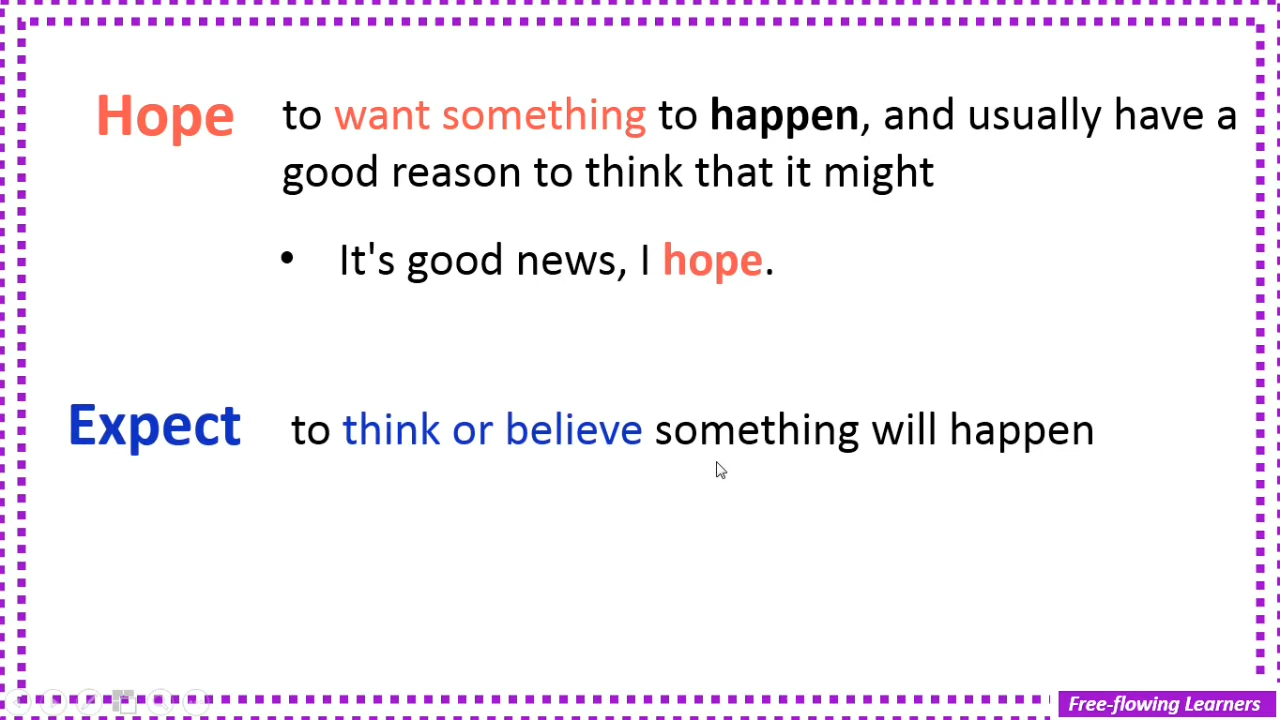 Hope to want something to happen, and usually have a
good reason to think that it might
• It's good news, I hope.
Expect to think or believe something will happen
Free-flowing Learners